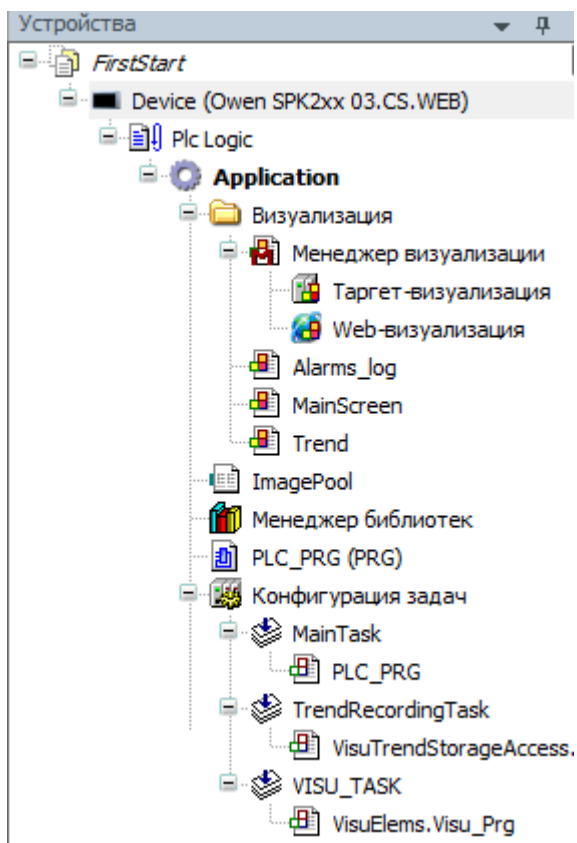 Устройства
FirstStart
Device (Owen SPK2xx 03.CS.WEB)
Plc Logic
Application
Визуализация
Менеджер визуализации
Таргет-визуализация
Web-визуализация
Alarms_log
MainScreen
Trend
ImagePool
Менеджер библиотек
PLC_PRG (PRG)
Конфигурация задач
MainTask
PLC_PRG
TrendRecordingTask
VisuTrendStorageAccess.
VISU_TASK
VisuElems.Visu_Prg